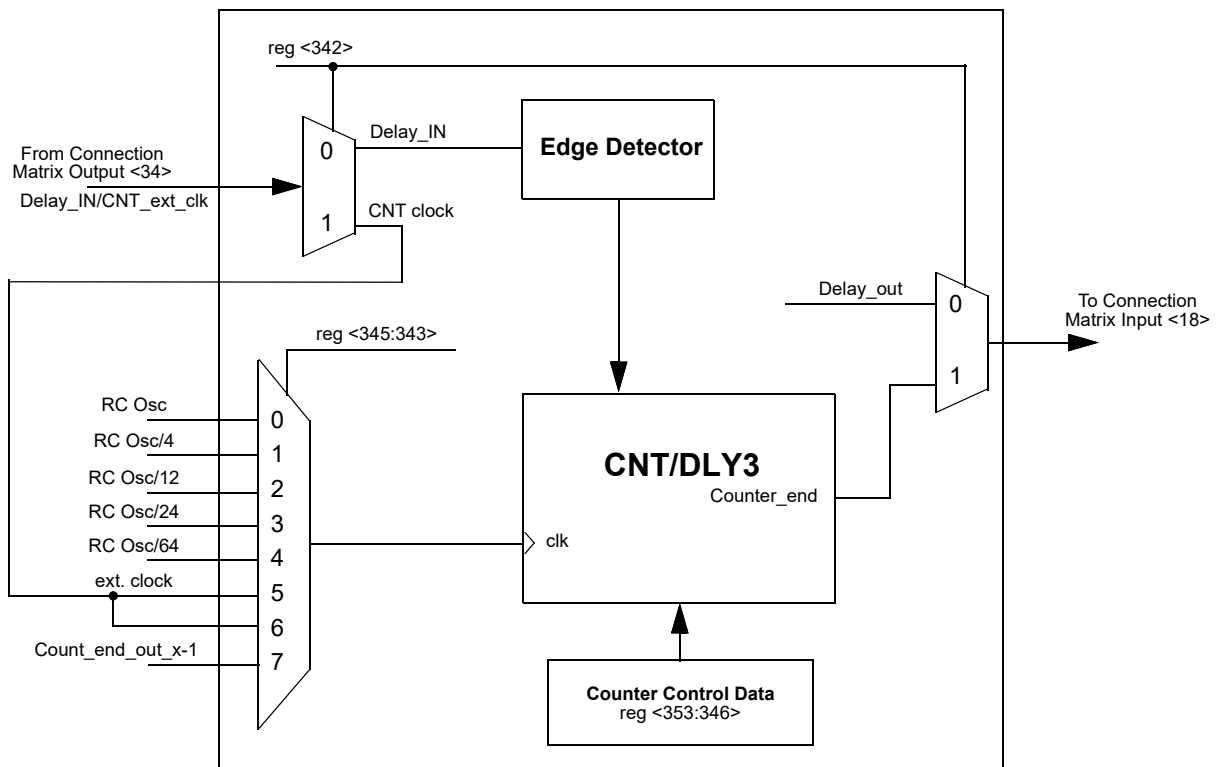 reg <342>
From Connection
Matrix Output <34>
Delay_IN/CNT_ext_clk
0
1
Delay_IN
CNT clock
Edge Detector
Delay_out
0
1
To Connection
Matrix Input <18>
reg <345:343>
RC Osc
RC Osc/4
RC Osc/12
RC Osc/24
RC Osc/64
ext. clock
Count_end_out_x-1
0
1
2
3
4
5
6
7
CNT/DLY3
Counter_end
clk
Counter Control Data
reg <353:346>